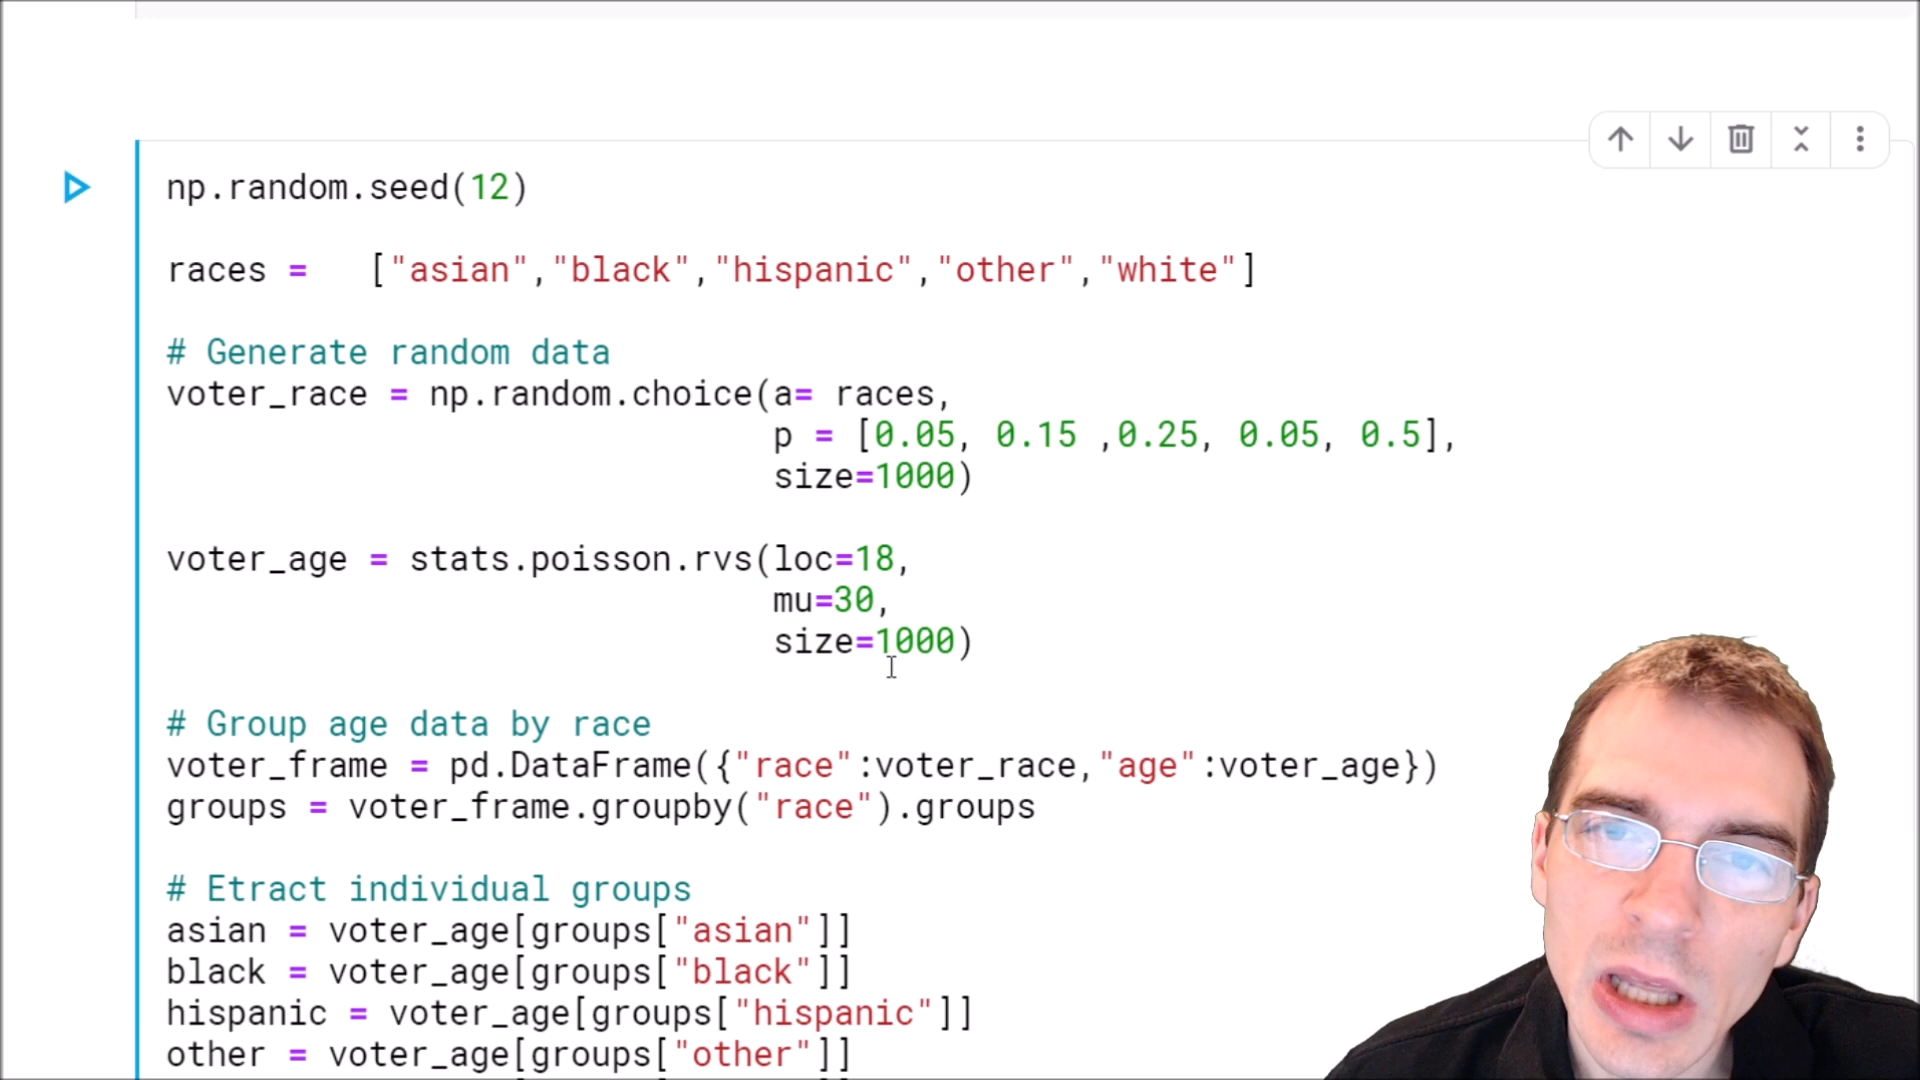 np.random.seed(12)
races = ["asian","black","hispanic","other","white"]
# Generate random data
voter_race = np.random.choice(a= races,
p = [0.05, 0.15 ,0.25, 0.05, 0.5],
size=1000)
voter_age = stats.poisson.rvs(loc=18,
mu=30,
size=1000)
# Group age data by race
voter_frame = pd.DataFrame({"race":voter_race,"age":voter_age})
groups = voter_frame.groupby("race").groups
# Etract individual groups
asian = voter_age[groups["asian"]]
black = voter_age[groups["black"]]
hispanic = voter_age[groups["hispanic"]]
other = voter_age[groups["other"]]